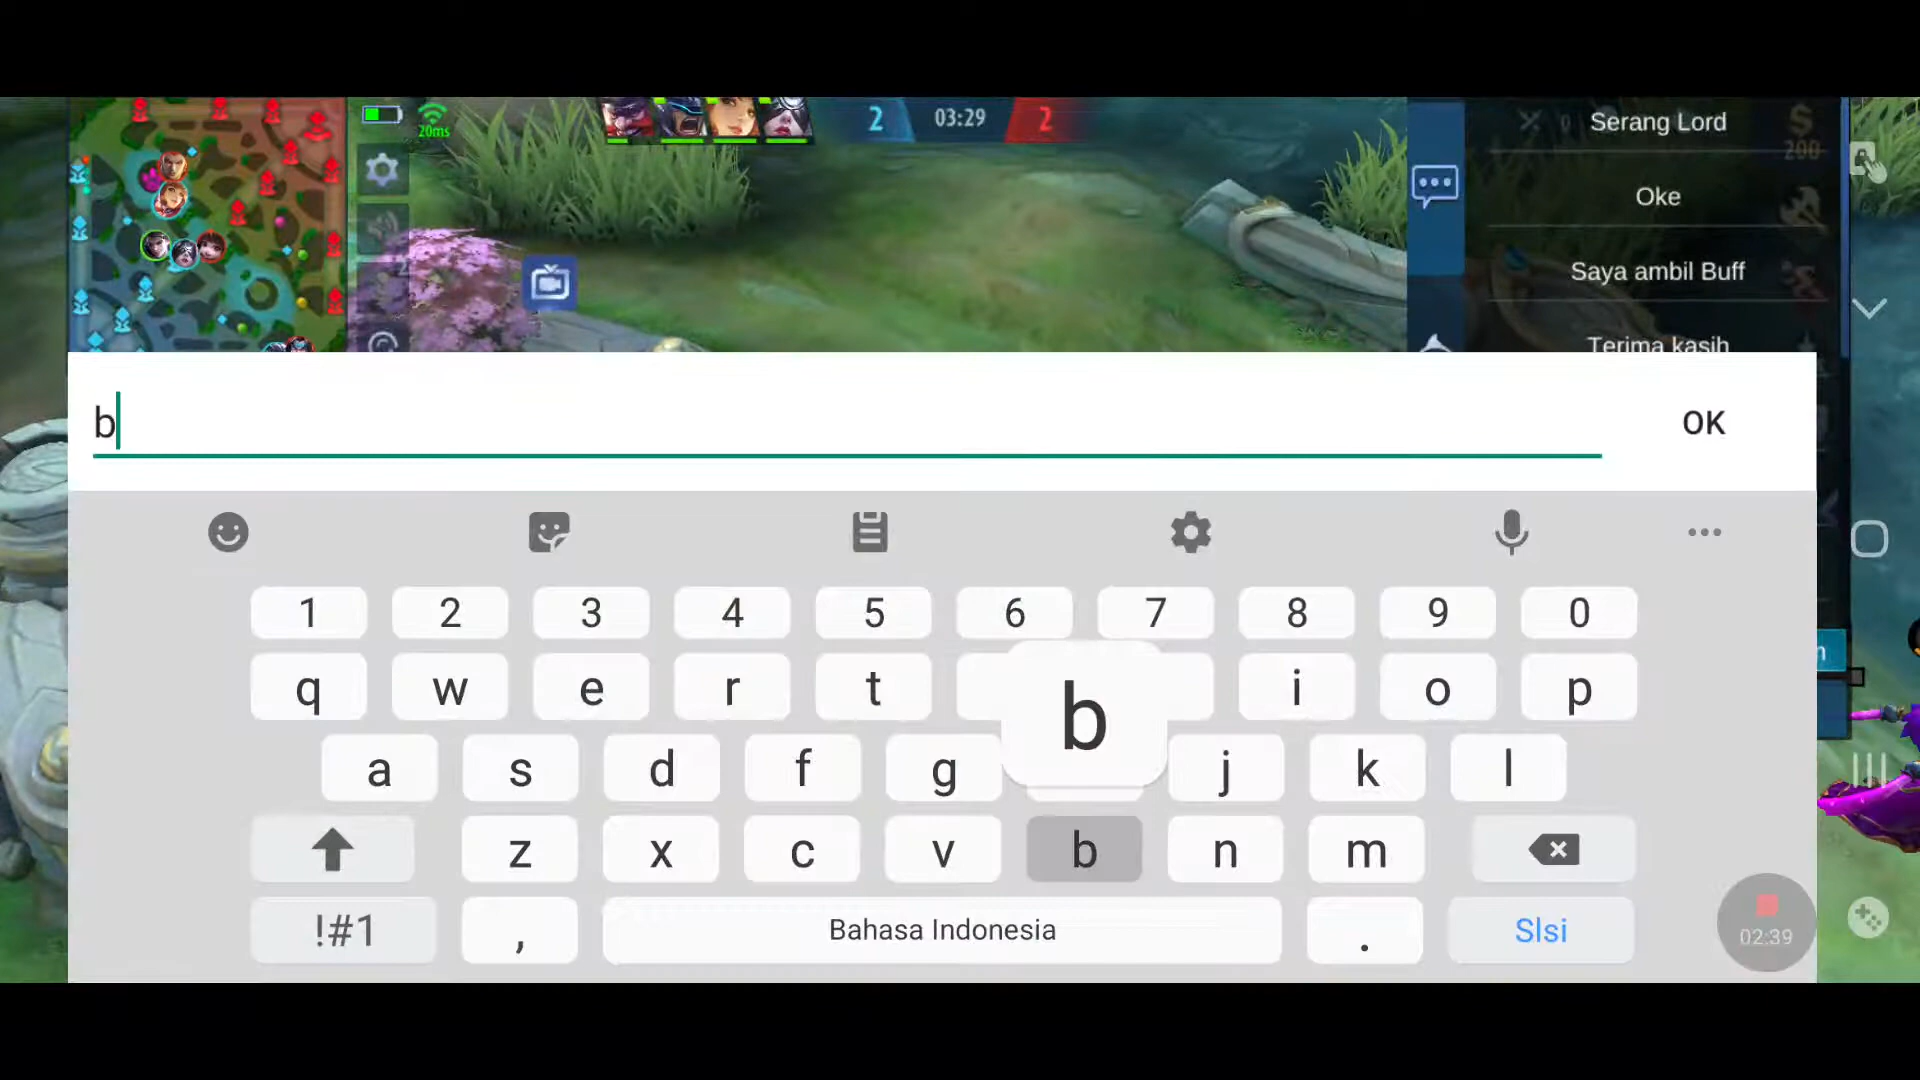 20ms
2 03:29 2
Serang Lord
200
Oke
Saya ambil Buff
Terima kasih
b
OK
1 2 3 4 5 6 7 8 9 0
q w e r t i o p
b
a s d f g j k l
z x c v b n m
!#1 , Bahasa Indonesia . Slsi
02:39